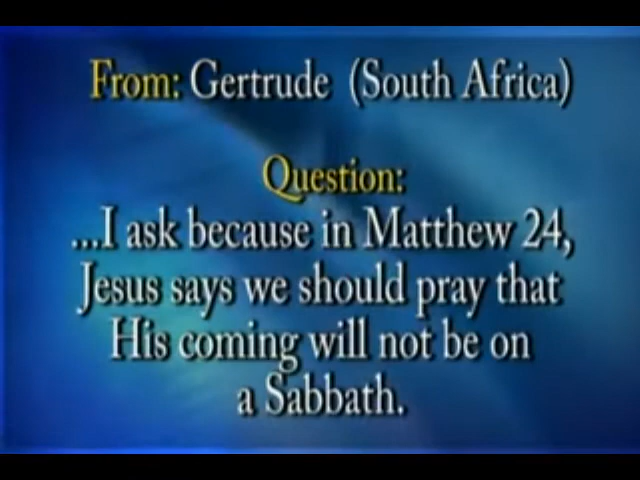 From: Gertrude (South Africa)
Question:
...I ask because in Matthew 24,
Jesus says we should pray that
His coming will not be on
a Sabbath.